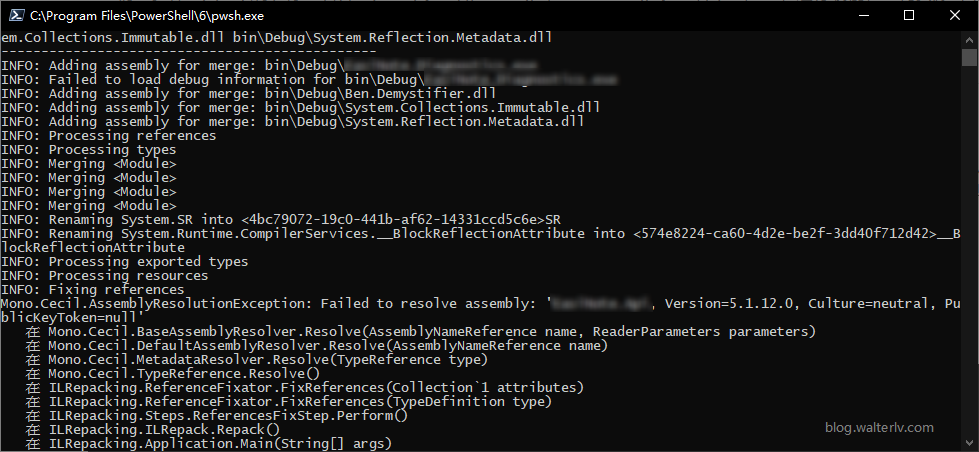 C:\Program Files\PowerShell\6\pwsh.exe
em.Collections.Immutable.dll bin\Debug\System.Reflection.Metadata.dll
-----------------------------------------------
INFO: Adding assembly for merge: bin\Debug\
INFO: Failed to load debug information for bin\Debug\
INFO: Adding assembly for merge: bin\Debug\Ben.Demystifier.dll
INFO: Adding assembly for merge: bin\Debug\System.Collections.Immutable.dll
INFO: Adding assembly for merge: bin\Debug\System.Reflection.Metadata.dll
INFO: Processing references
INFO: Processing types
INFO: Merging <Module>
INFO: Merging <Module>
INFO: Merging <Module>
INFO: Merging <Module>
INFO: Renaming System.SR into <4bc79072-19c0-441b-af62-14331ccd5c6e>SR
INFO: Renaming System.Runtime.CompilerServices.__BlockReflectionAttribute into <574e8224-ca60-4d2e-be2f-3dd40f712d42>__B
lockReflectionAttribute
INFO: Processing exported types
INFO: Processing resources
INFO: Fixing references
Mono.Cecil.AssemblyResolutionException: Failed to resolve assembly: ', Version=5.1.12.0, Culture=neutral, Pu
blicKeyToken=null'
在 Mono.Cecil.BaseAssemblyResolver.Resolve(AssemblyNameReference name, ReaderParameters parameters)
在 Mono.Cecil.DefaultAssemblyResolver.Resolve(AssemblyNameReference name)
在 Mono.Cecil.MetadataResolver.Resolve(TypeReference type)
在 Mono.Cecil.TypeReference.Resolve()
在 ILRepacking.ReferenceFixator.FixReferences(Collection`1 attributes)
在 ILRepacking.ReferenceFixator.FixReferences(TypeDefinition type)
在 ILRepacking.Steps.ReferencesFixStep.Perform()
在 ILRepacking.ILRepack.Repack()
在 ILRepacking.Application.Main(String[] args)
blog.walterlv.com